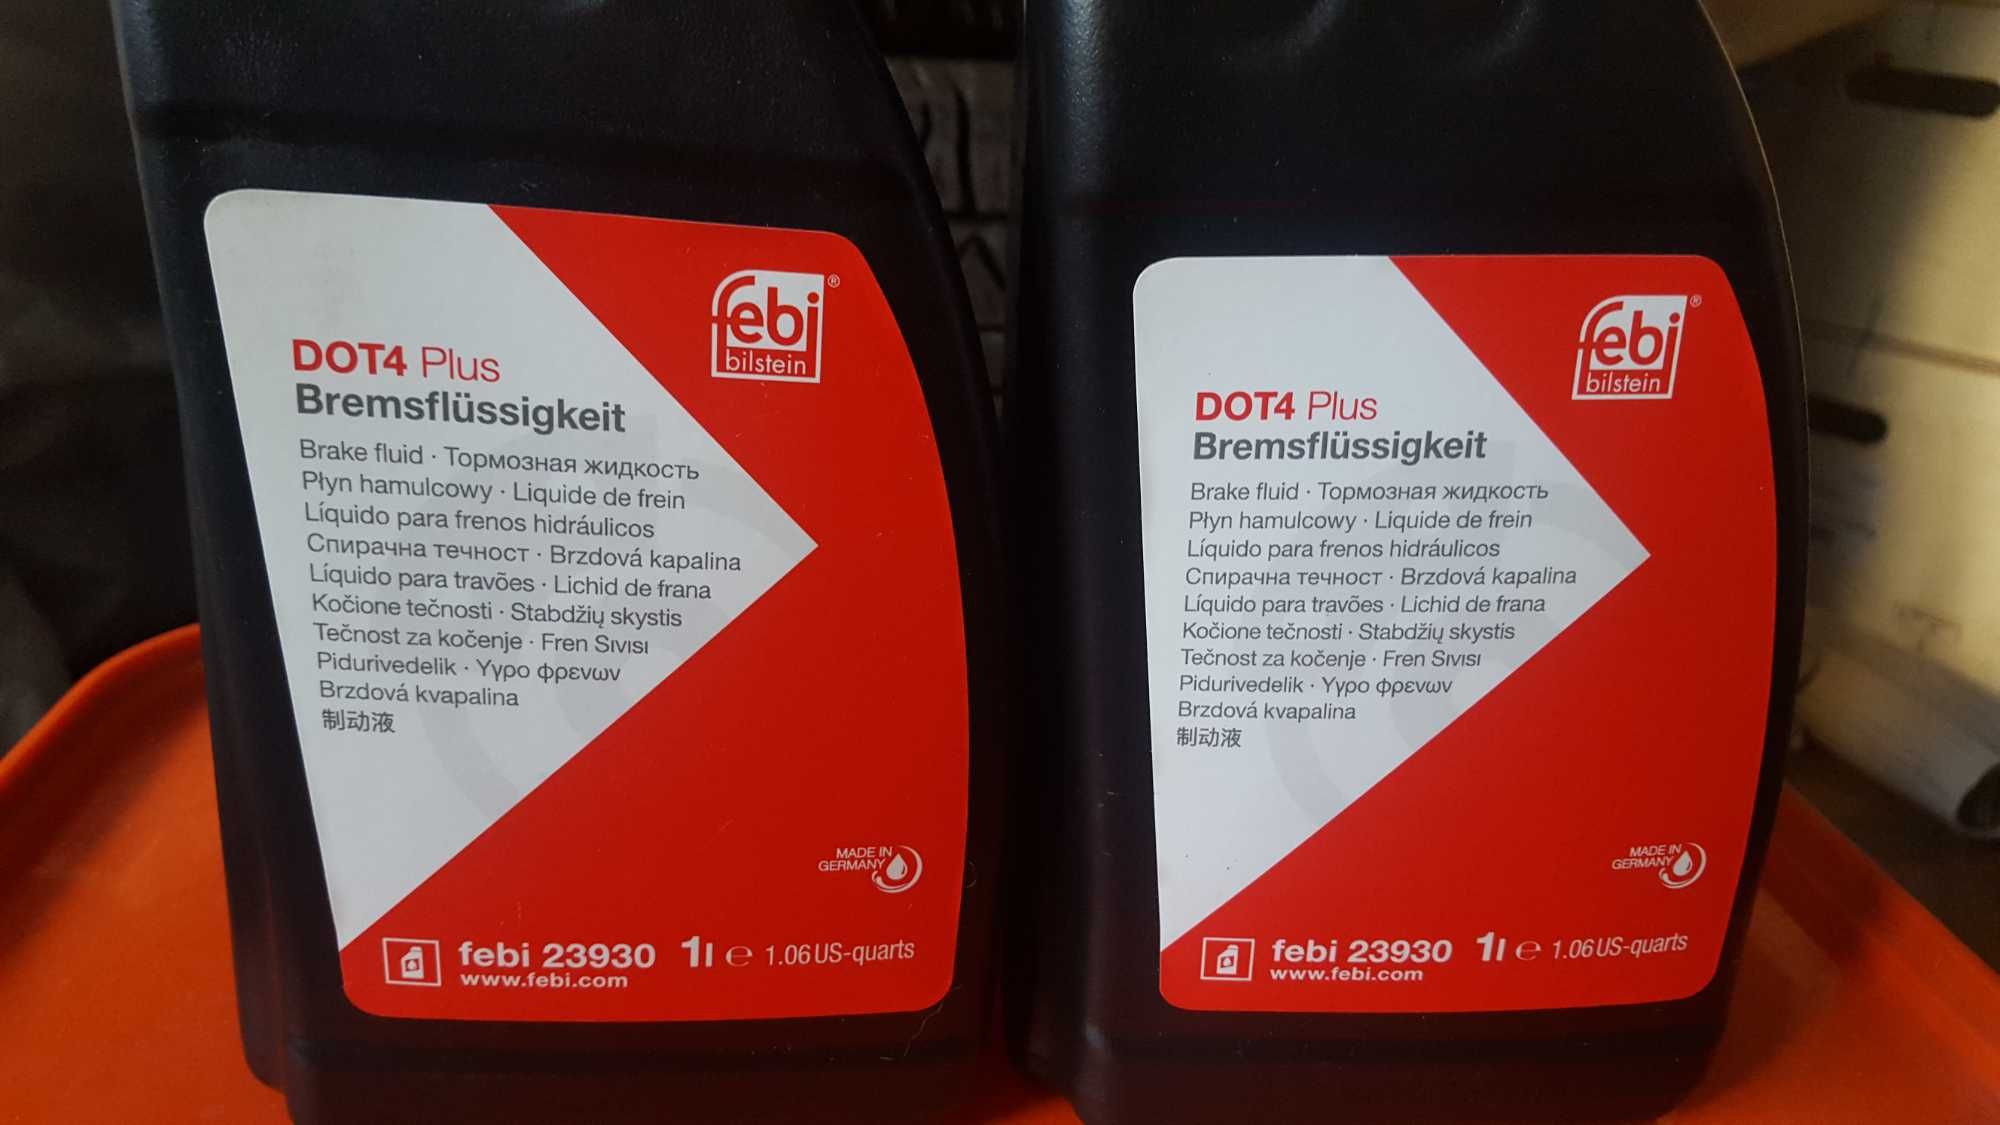 febi®
bilstein
DOT4 Plus
Bremsflüssigkeit
Brake fluid · Тормозная жидкость
Płyn hamulcowy · Liquide de frein
Líquido para frenos hidráulicos
Спирачна течност · Brzdová kapalina
Líquido para travões · Lichid de frana
Kočione tečnosti · Stabdžių skystis
Tečnost za kočenje · Fren Sıvısı
Pidurivedelik · Υγρο φρενων
Brzdová kvapalina
制动液
MADE IN
GERMANY
febi 23930 1l ℮ 1.06 US-quarts
www.febi.com
febi®
bilstein
DOT4 Plus
Bremsflüssigkeit
Brake fluid · Тормозная жидкость
Płyn hamulcowy · Liquide de frein
Líquido para frenos hidráulicos
Спирачна течност · Brzdová kapalina
Líquido para travões · Lichid de frana
Kočione tečnosti · Stabdžių skystis
Tečnost za kočenje · Fren Sıvısı
Pidurivedelik · Υγρο φρενων
Brzdová kvapalina
制动液
MADE IN
GERMANY
febi 23930 1l ℮ 1.06 US-quarts
www.febi.com